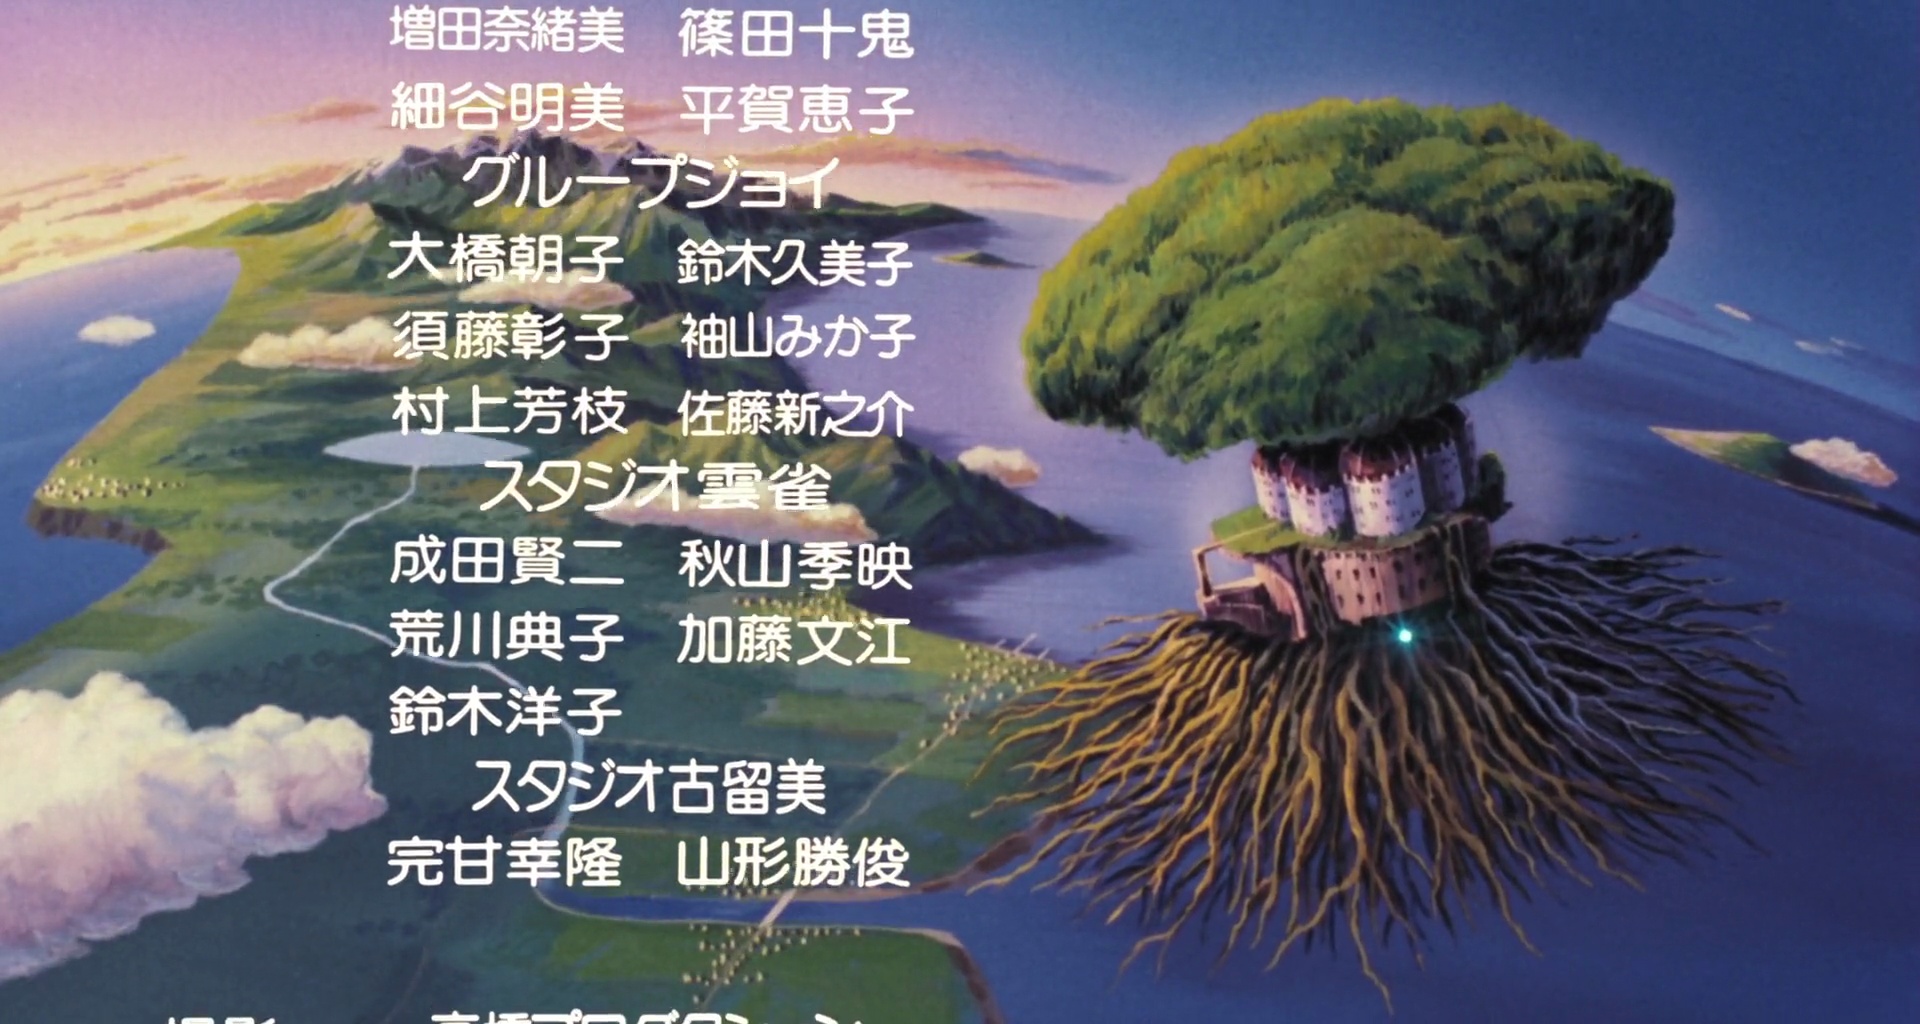 増田奈緒美　篠田十鬼
細谷明美　平賀恵子
グループジョイ
大橋朝子　鈴木久美子
須藤彰子　袖山みか子
村上芳枝　佐藤新之介
スタジオ雲雀
成田賢二　秋山季映
荒川典子　加藤文江
鈴木洋子
スタジオ古留美
完甘幸隆　山形勝俊